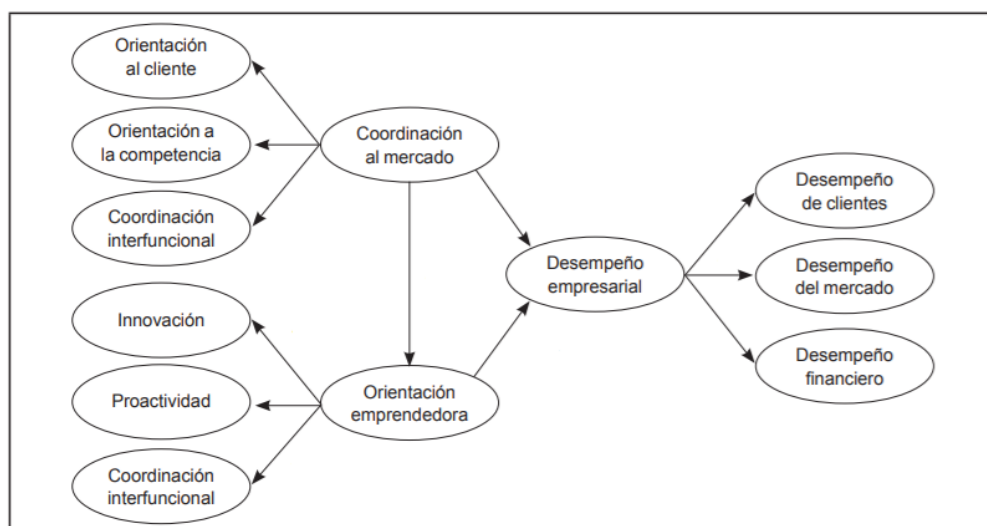 Orientación
al cliente
Orientación a
la competencia
Coordinación
interfuncional
Coordinación
al mercado
Innovación
Proactividad
Coordinación
interfuncional
Orientación
emprendedora
Desempeño
empresarial
Desempeño
de clientes
Desempeño
del mercado
Desempeño
financiero